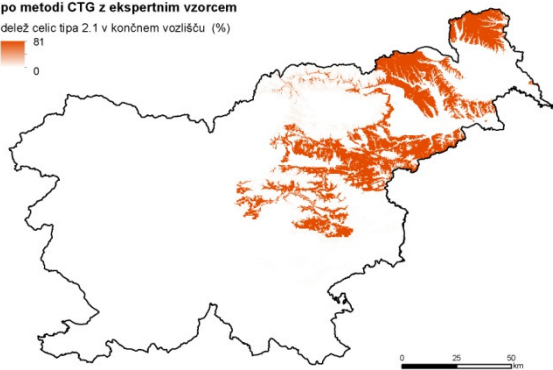 po metodi CTG z ekspertnim vzorcem
delež celic tipa 2.1 v končnem vozlišču (%)
81
0
0 25 50
km